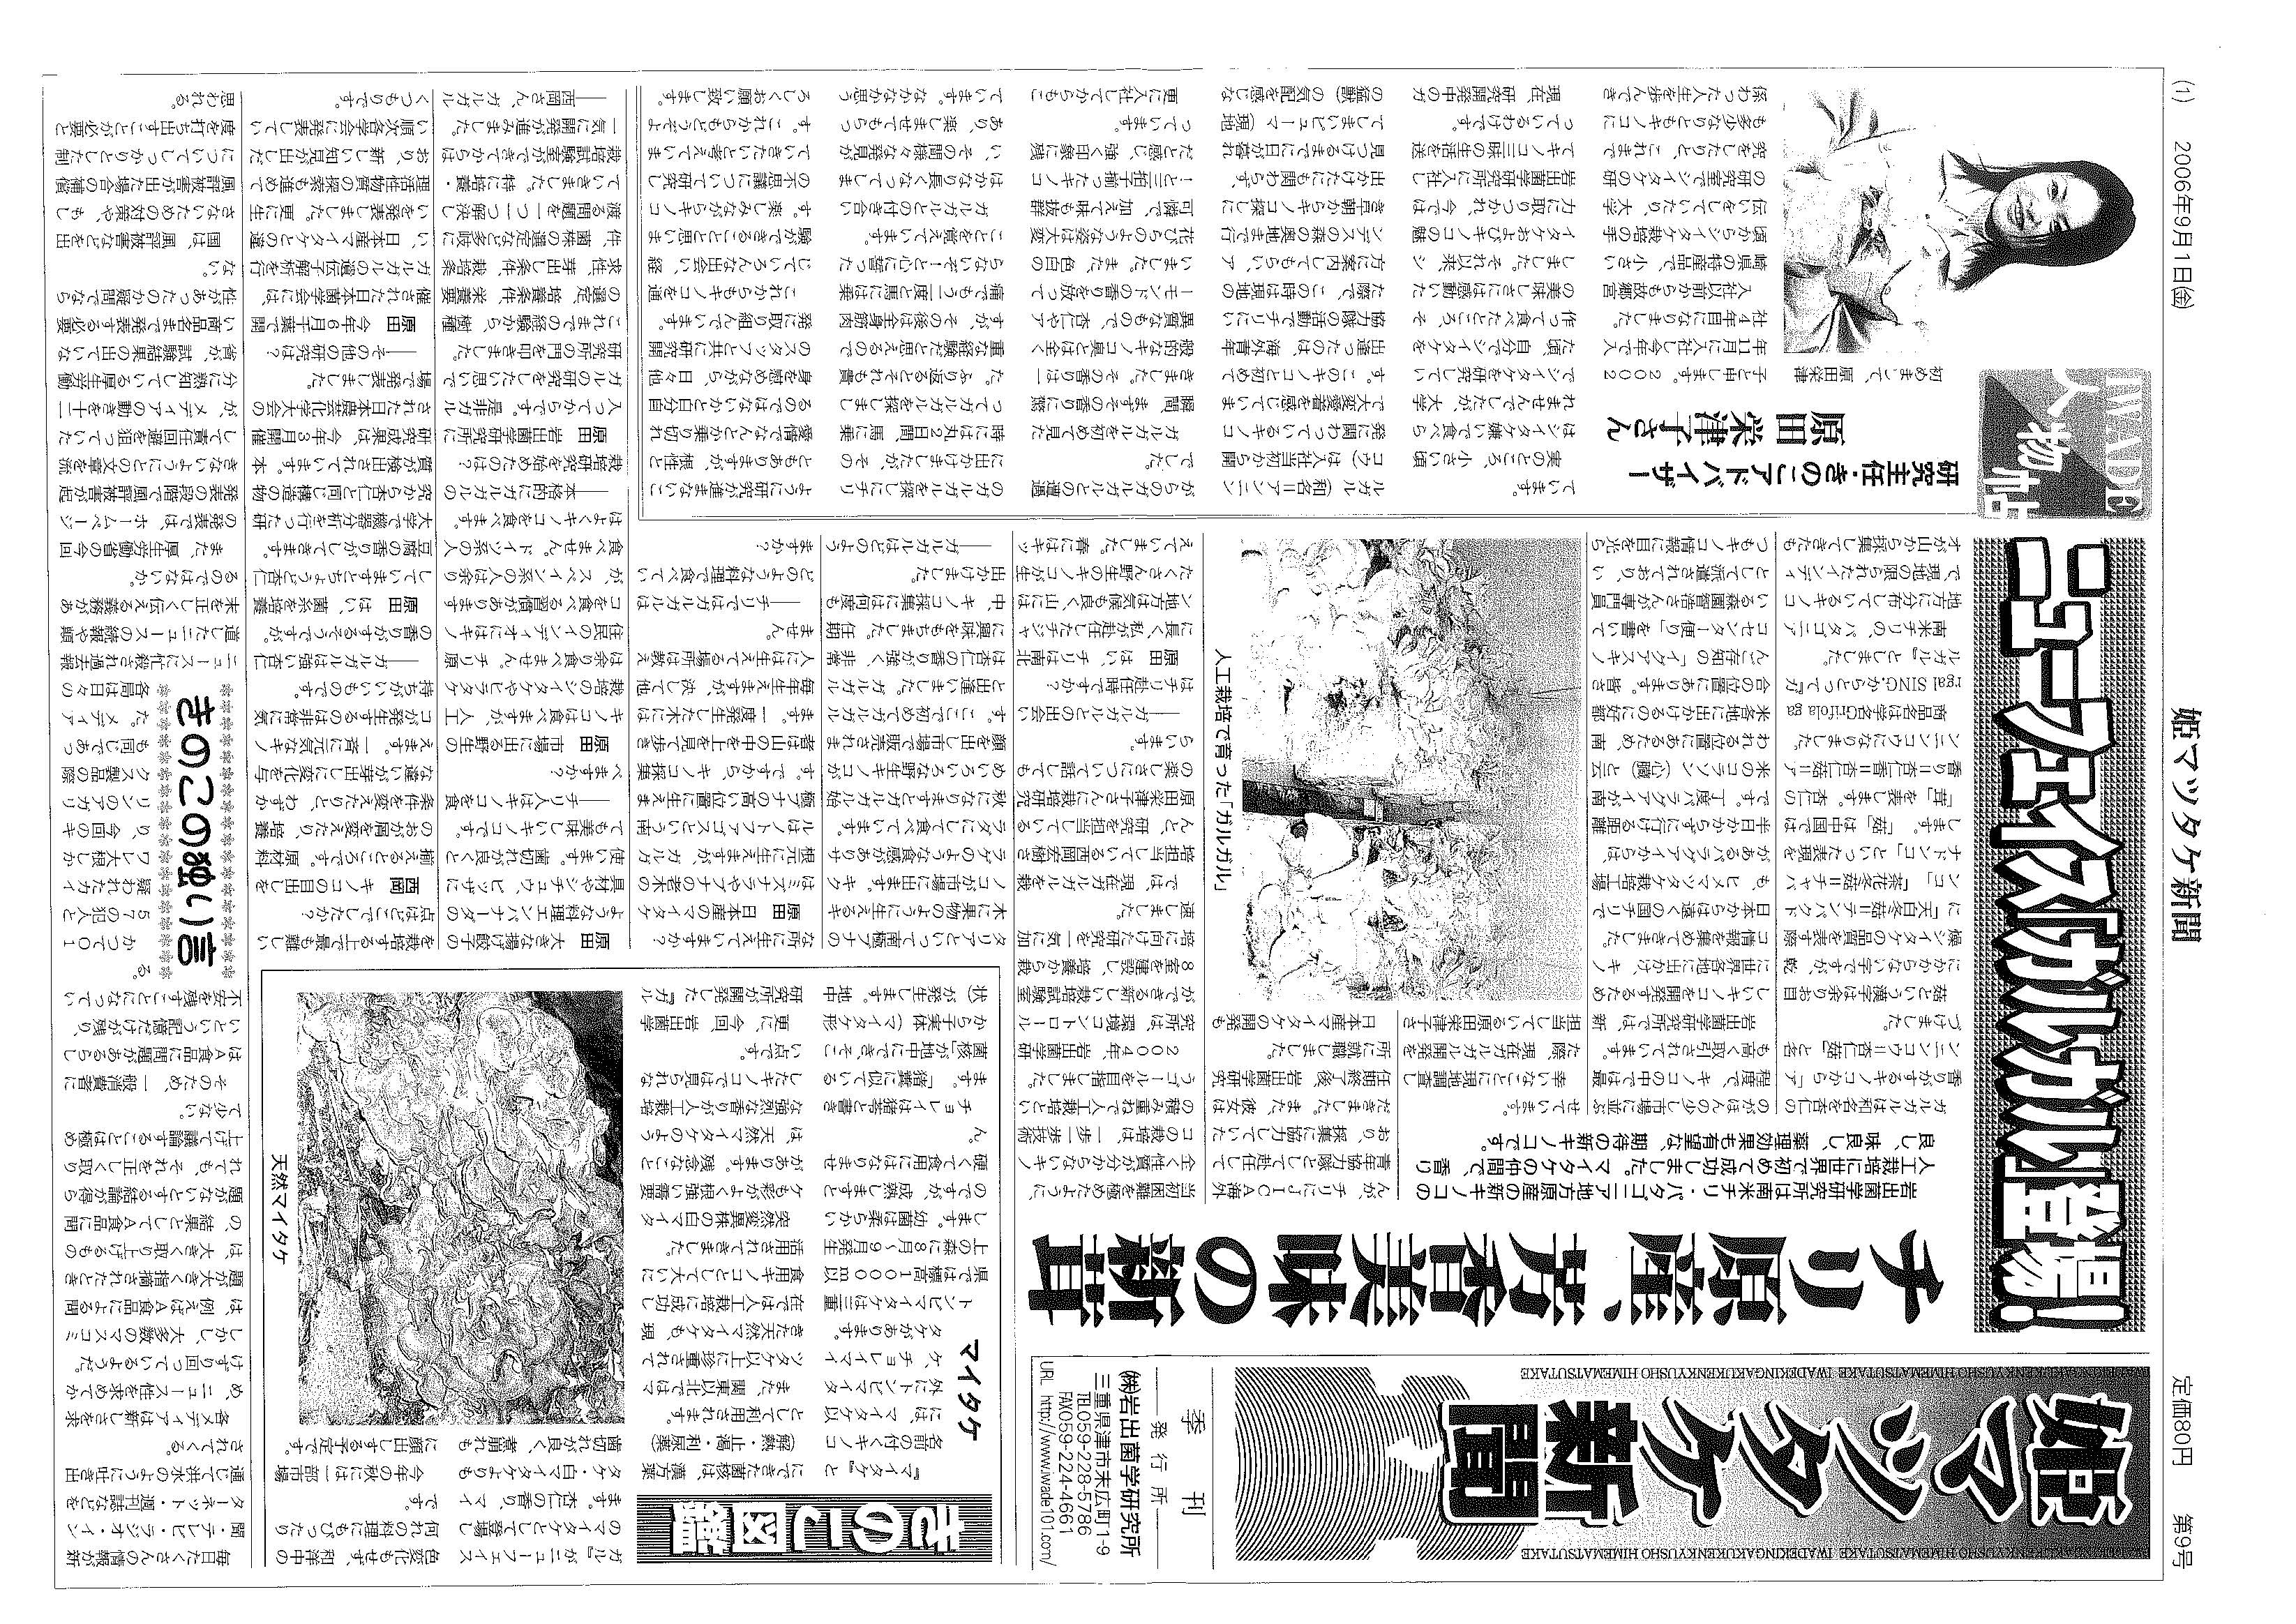 (1)
2006年9月1日㈮
姫マツタケ新聞
定価80円
第9号
姫マツタケ新聞
季刊
発行所
㈱岩出菌学研究所
三重県津市末広町1-9
TEL059-228-5786
FAX059-224-4661
URL http://www.iwade101.com/
ニューフェイス「ガルガル」登場!
チリ原産、芳香美味の新茸
岩出菌学研究所は南米チリ・パタゴニア地方原産の新キノコの
人工栽培に世界で初めて成功しました。マイタケの仲間で、香り
良し、味良し、薬理効果も有望な、期待の新キノコです。
ガルガルは和名を杏仁の
香りがするキノコから「ア
ンニンコウ=杏仁菇」と名
づけました。
菇という漢字は余りお目
にかからない字ですが、乾
燥シイタケの品質を表す際
に「天白冬菇=テンパクド
ンコ」「茶花冬菇=チャバ
ナドンコ」といった表現を
します。「菇」は中国では
「茸」を表します。杏仁の
香り=杏仁香=杏仁菇=ア
ンニンコウになりました。
商品名は学名Grifola ga
rgal SING.からとって『ガ
ルガル』としました。
南米チリの、パタゴニア
地方に分布しているキノコ
で、現地の限られたインディ
オが山から採集してきたも
のがほんの少し市場に並ぶ
程度で、キノコの中では最
も高く取引されています。
岩出菌学研究所では、新
しいキノコを開発するため
に世界各地に出かけ、キノ
コ情報を集めてきました。
日本からは遠くの国チリで
も、ヒメマツタケ栽培工場
があるパラグアイからは、
半日かからずに行ける距離
です。丁度パラグアイが南
米のコラソン(心臓)と云
われる位置にあるため、南
米各地に出かけるのに好都
合の位置にあります。皆さ
んご存知の「イグアスキノ
コセンター便り」を書いて
いる森園智浩さんが専門員
として派遣されており、い
つもキノコ情報に目を光ら
せています。
幸いなことに現地調査し
た際、現在ガルガル開発を
担当している原田栄津子さ
んが、チリにJICA海外
青年協力隊として赴任して
おり、採集に協力していた
だきました。また、彼女は
任期終了後、岩出菌学研究
所に就職しました。
日本産マイタケの開発も
人工栽培で育った「ガルガル」
当初困難を極めたように、
全く性質が分からないキノ
コの栽培は、一歩一歩技術
の積み重ねで人工栽培とい
うゴールを目指しました。
2004年、岩出菌学研
究所は、環境コントロール
ができる新しい栽培試験室
8室を建設し、培養から栽
培に向けた研究を一気に加
速しました。
では、現在ガルガルを栽
培担当している西岡宏樹さ
んと、研究を担当している
原田栄津子さんに栽培研究
の楽しさについて話しても
らいます。
――ガルガルとの出会い
はチリ赴任時ですか?
原田 はい、チリは南北
に長く、私が赴任したチジャ
ン地方は気候も良く、山には
たくさん野生のキノコが生
えていました。春にはキッ
タリアといって南極ブナの
木に果物のように生えるキ
ノコが市場に出ます。キク
ラゲのような食感がありサ
ラダにして食べています。
秋になりますとガルガル始
めいろいろな野生キノコが
顔を出し市場で販売されま
す。ここで初めてガルガル
と出逢いました。ガルガル
は杏仁の香りが強く、非常
に興味をもちました。任期
中、キノコ採集には何度も
出かけました。
――ガルガルはどのよう
な所に生えていますか?
原田 日本産のマイタケ
はミズナラやブナの老木の
根元に生えますが、ガルガ
ルはノトファゴスという南
極ブナの高い位置に生えま
す。ですから、キノコ採集
者は山の中を上を見て歩き
ます。一度発生した木には
毎年生えますが、決して他
人には生えてる場所は教え
ません。
――チリではガルガルは
どのような料理で食べてい
ますか?
原田 大きな揚げ餃子の
ような料理エンパナーダの
具材やシチュウ、ピッザに
使います。歯切れが良くと
ても美味しいキノコです。
――チリ人はキノコを食
べますか?
原田 市場に出る野生の
キノコは食べますが、人工
栽培のシイタケやヒラタケ
は余り食べません。チリ原
住民のインディオにはキノ
コを食べる習慣があります
が、スペイン系の人は余り
食べません。ドイツ系の人
はよくキノコを食べます。
――本格的にガルガルの
栽培研究を始めたのは?
原田 岩出菌学研究所に
入ってからです。是非ガル
ガルの研究をしたい思いで
研究所の門を叩きました。
これまでの経験から、樹種
の選定、培養条件、栄養要
求性、芽出し条件、栽培条
件、菌株の選定など多岐に
渡る問題を一つ一つ解決し
ていきました。特に培養・
栽培試験室ができてからは
一気に開発が進みました。
――西岡さん、ガルガル
を栽培する上で最も難しい
点はどこでしたか?
西岡 キノコの目出しを
揃えるところです。原材料
のおが屑を変えたり、培養
条件を変えたりと、わずか
な違いが芽出しに変化を与
えます。一斉に元気なキノ
コが発生するのは非常に気
持ちがいいものです。
――ガルガルは強い杏仁
の香りがするそうですが。
原田 はい、菌糸を培養
していますとちょうど杏仁
豆腐の香りがしてきます。
大学で機器分析を行った研
究から杏仁と同じ構造の物
質が検出されています。本
研究成果は、今年3月開催
された日本農芸化学大会の
場で発表しました。
――その他の研究は?
原田 今年6月千葉で開
催された日本菌学会には、
ガルガルの遺伝子解析を行
い、日本産マイタケとの違
いを発表しました。更に生
理活性物質の探索も進めて
おり、新しい知見が出しだ
い順次各学会に発表してい
くつもりです。
IWADE
人物帖
研究主任・きのこアドバイザー
原田 栄津子さん
初めまして、原田栄津
子と申します。2002
年11月に入社し今年で入
社4年目になりました。
入社以前からも故郷宮
崎県の特産品で、小さい
頃からシイタケ栽培の手
伝いをしていたり、大学
の研究室でシイタケの研
究をしたりと、これまで
も多少なりともキノコに
係わった人生を歩んでき
ています。
実のところ、小さい頃
はシイタケ嫌いで食べら
れませんでしたが、大学
でシイタケを研究してい
た頃、自分でシイタケを
作って食べたところ、そ
の美味しさには感動いた
しました。それ以来、シ
イタケおよびキノコの魅
力に取りつかれ、今では
岩出菌学研究所に入社し
てキノコ三昧の生活を送
っているわけです。
現在、研究開発中のガ
ルガル(和名=アンニン
コウ)は入社当初から開
発に関わっているキノコ
で大変愛着を感じていま
す。このキノコと初めて
出逢ったのは、海外青年
協力隊の活動でチリにい
た際で、この時は現地の
方に案内してもらい、ア
ンデスの森の奥地まで行
き早朝からキノコ探しに
出かけたにも関わらず、
見つけるまでに日が暮れ
てしまいピューマ(現地
の猛獣)の気配を感じな
がらのガルガルとの遭遇
でした。
ガルガルを初めて見た
瞬間、まずその香りに驚
きました。その香りは一
般的なキノコ臭とは全く
異質なもので、杏仁やア
ーモンドの香りを放って
いました。また、色白の
花びらのような姿は大変
可憐で、加えて味も抜群
!と三拍子揃ったキノコ
だと感じ、強く印象に残
っています。
更に入社してからもこ
のガルガルを探しにチリ
に出かけましたが、その
時には丸2日間、馬に乗
ってガルガルを探しまし
た。ふり返るとそれも貴
重な経験だと思えるので
すが、その後は全身筋肉
痛でもう二度と馬には乗
らないぞ!と心に誓った
ことを覚えています。
ガルガルとの付き合い
はかなり長くなってしま
い、その間様々な発見が
あり、楽しませてもらっ
ています。なかなか思う
ように研究が進まないこ
ともありますが、根性と
愛情でなんとか乗り切れ
るのではないかと自分自
身を慰めながら、日々他
のスタッフと共に研究開
発に取り組んでいます。
これからもキノコを通
じていろんな出会い、経
験ができることと思いま
す。楽しみながらキノコ
の不思議について研究し
ていきたいと考えていま
す。これからもどうぞよ
ろしくお願い致します。
きのこ図鑑
マイタケ
『マイタケ』と
名前の付くキノコ
には、マイタケ以
外にトンビマイタ
ケ、チョレイマイ
タケがあります。
トンビマイタケは三重
県では標高1000m以
上の森に8月～9月発生
します。幼菌は柔らかい
のですが、成熟しますと
硬くて食用にはなりませ
ん。
チョレイは猪苓と書き
ます。「猪糞に似ている
菌核」が地中にでき、そこ
から子実体(マイタケ形
状)が発生します。地中
にできた菌核は、漢方薬
(解熱・止渇・利尿薬)
として利用されます。
また、関東以北ではマ
ツタケ以上に珍重されて
きた天然マイタケも、現
在では人工栽培に成功し
食用キノコとして大いに
活用されてきました。
突然変異株の白マイタ
ケも彩がよく根強い需要
があります。残念なこと
は、天然マイタケのよう
な強烈な香りが人工栽培
したキノコでは見られな
い点です。
更に、今回、岩出菌学
研究所が開発した『ガル
ガル』がニューフェイス
のマイタケとして登場し
ます。杏仁の香り、マイ
タケ・白マイタケよりも
歯切れが良く、煮崩れも
色変化もせず、和洋中の
何れの料理にもぴったり
です。
今年の秋には一部市場
に顔出しする予定です。
天然マイタケ
きのこの独り言
毎日たくさんの情報が新
聞・テレビ・ラジオ・イン
ターネット・週刊誌などを
通じて洪水のように吐き出
されてくる。
各メディアは新しさを求
め、ニュース性を求めてか
けずり回っているようだ。
しかし、大多数のマスコミ
は、例えばA食品による問
題が大きく指摘されたとき
は、大きく取り上げるもの
の、結果としてA食品に問
題がないとする結論が得ら
れても、それを正しく取り
上げて議論することは極め
て少ない。
そのため、一般消費者に
はA食品に問題があるらし
いという記憶だけが残り、
不安を残すことになってい
る。
かつてO1
57の犯人と
疑われたカイ
ワレ大根しか
り、今回のキ
リンのアガリ
クス製品の際
も同じであっ
た。メディア
各局は日々の
ニュースに忙殺され過去報
道したニュースの続報や顛
末を正しく伝える義務があ
るのではないか。
また、厚生労働省の今回
の発表では、ホームページ
発表の段階で風評被害が起
きないようにとの文章を流
して責任回避を狙っていた
が、メディアの動きを十二
分に熟知している厚生労働
省が、試験結果の出ていな
い商品名まで発表する必要
性があったのか疑問でなら
ない。
国は、風評被害などを出
さないための対策や、もし
風評被害が出た場合の補償
についてしっかりとした制
度を打ち出すことが必要と
思われる。